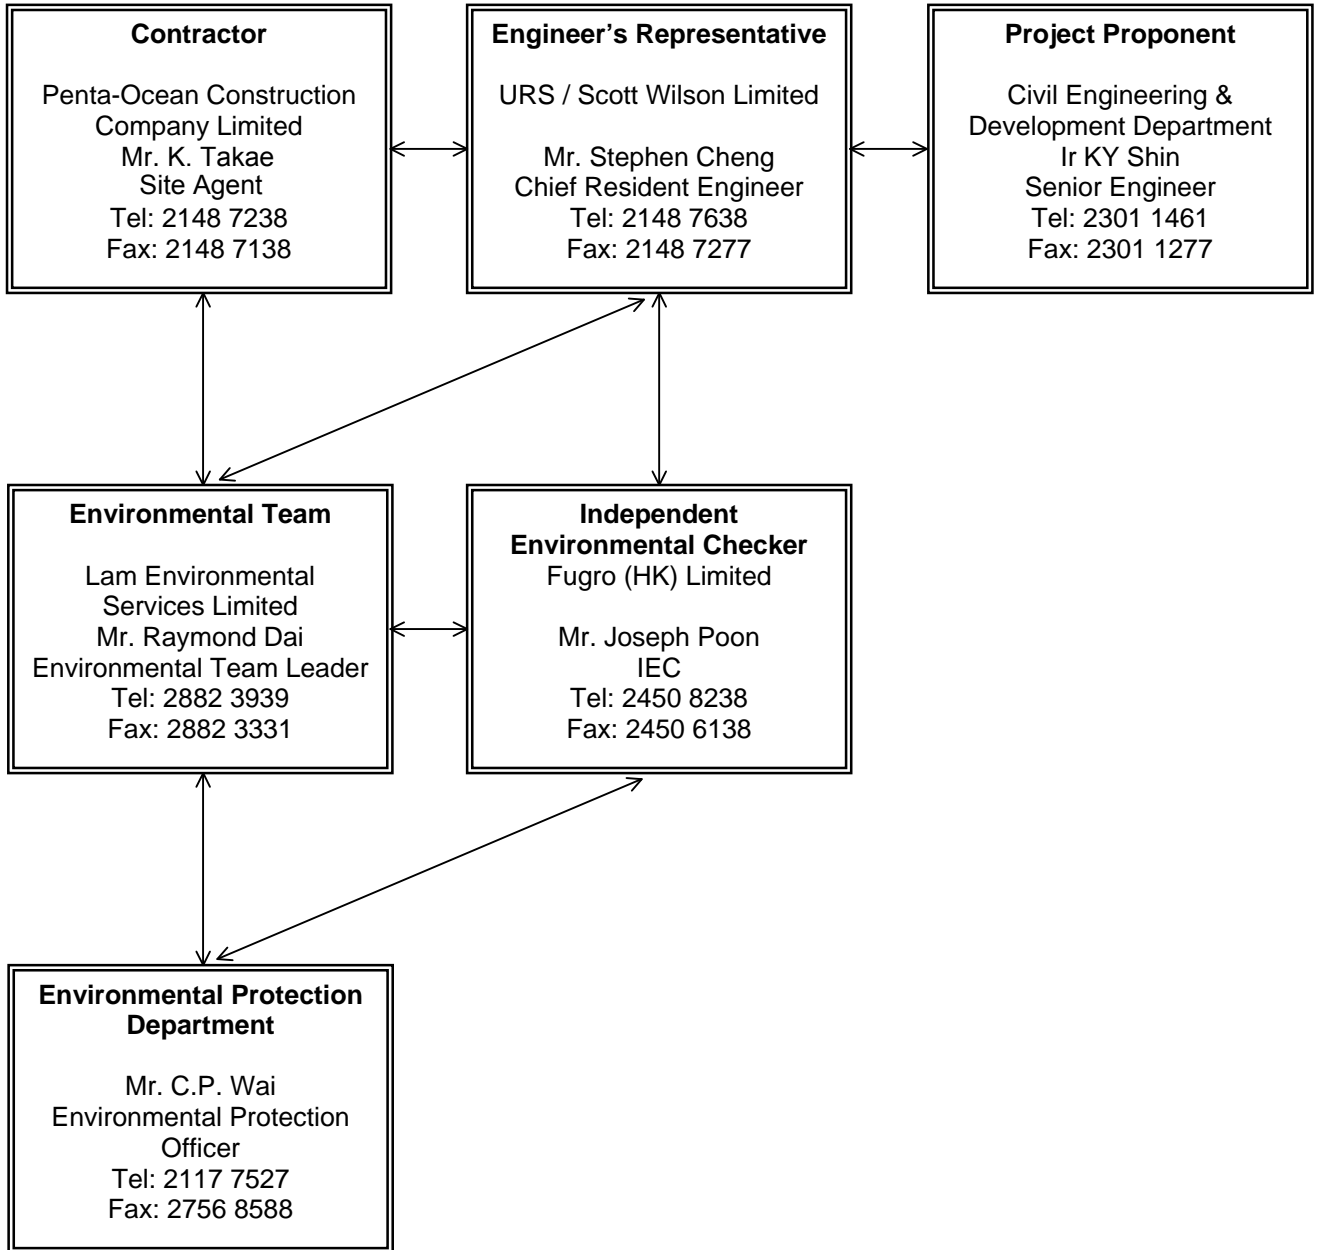 Contractor
Penta-Ocean Construction
Company Limited
Mr. K. Takae
Site Agent
Tel: 2148 7238
Fax: 2148 7138
Engineer's Representative
URS / Scott Wilson Limited
Mr. Stephen Cheng
Chief Resident Engineer
Tel: 2148 7638
Fax: 2148 7277
Project Proponent
Civil Engineering &
Development Department
Ir KY Shin
Senior Engineer
Tel: 2301 1461
Fax: 2301 1277
Environmental Team
Lam Environmental
Services Limited
Mr. Raymond Dai
Environmental Team Leader
Tel: 2882 3939
Fax: 2882 3331
Independent
Environmental Checker
Fugro (HK) Limited
Mr. Joseph Poon
IEC
Tel: 2450 8238
Fax: 2450 6138
Environmental Protection
Department
Mr. C.P. Wai
Environmental Protection
Officer
Tel: 2117 7527
Fax: 2756 8588